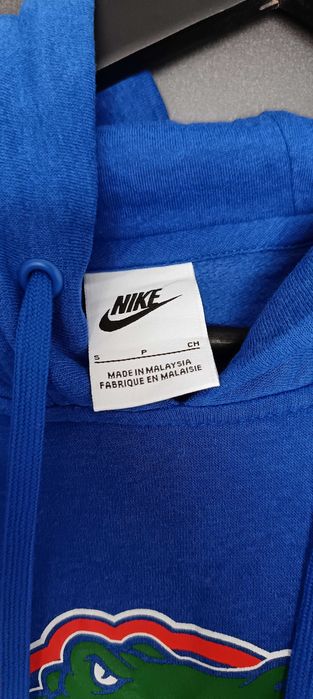 NIKE
S P CH
MADE IN MALAYSIA
FABRIQUE EN MALAISIE